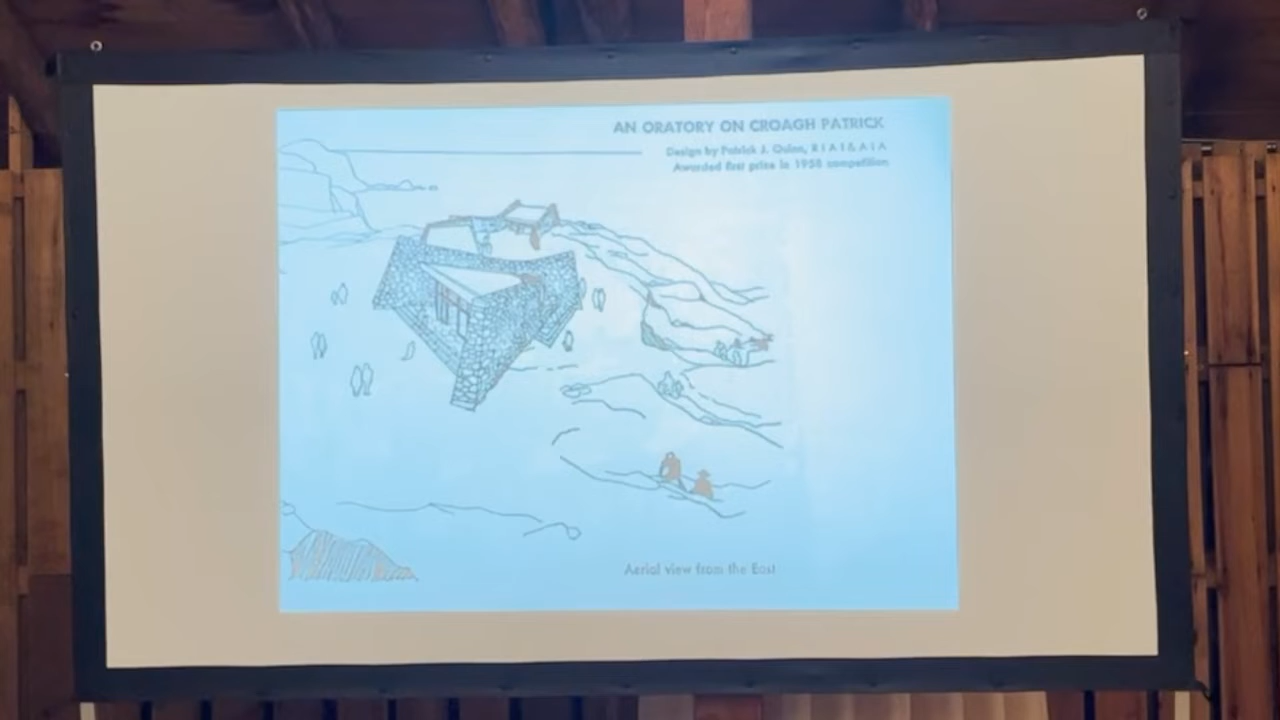 AN ORATORY ON CROAGH PATRICK
Design by Patrick J. Quinn, R I A I & A I A
Awarded first prize in 1958 competition
Aerial view from the East